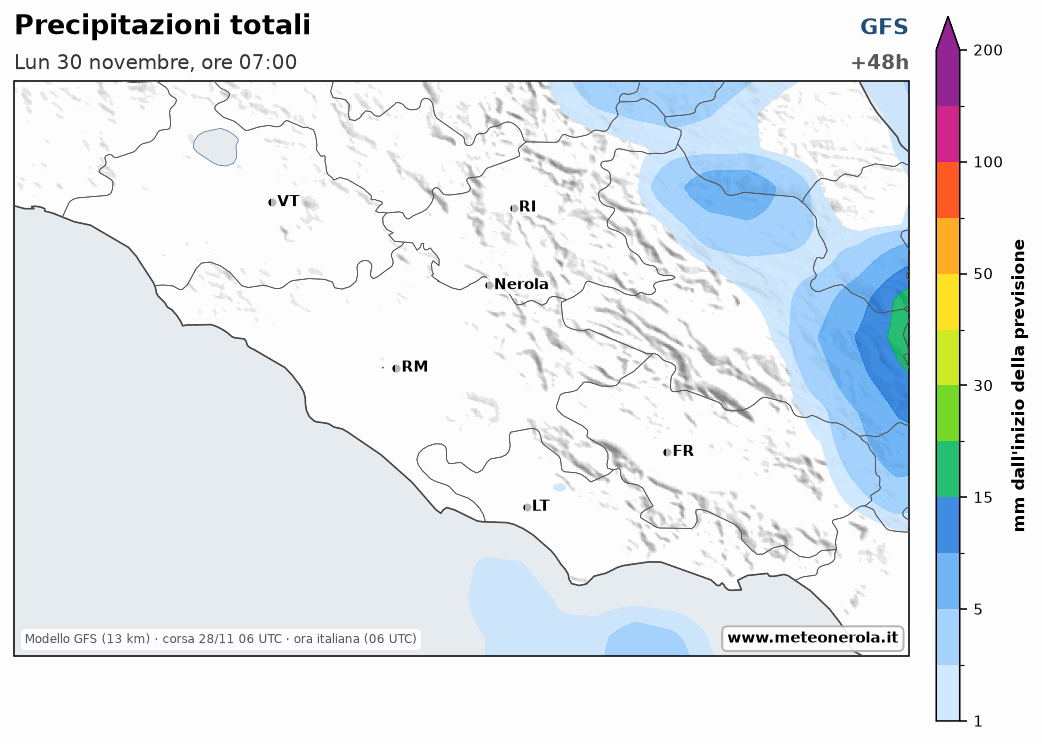 Precipitazioni totali
GFS
Lun 30 novembre, ore 07:00
+48h
200
100
50
30
15
5
1
mm dall'inizio della previsione
VT
RI
Nerola
RM
FR
LT
Modello GFS (13 km) · corsa 28/11 06 UTC · ora italiana (06 UTC)
www.meteonerola.it